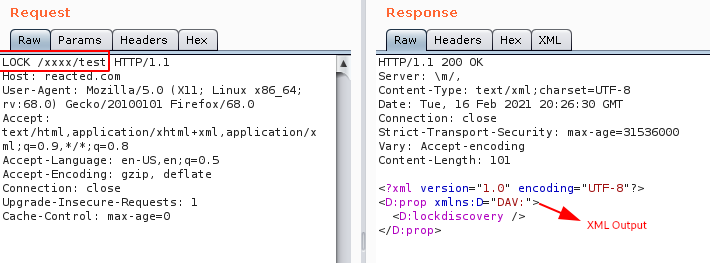 Request
Raw Params Headers Hex
LOCK /xxxx/test HTTP/1.1
Host: reacted.com
User-Agent: Mozilla/5.0 (X11; Linux x86_64;
rv:68.0) Gecko/20100101 Firefox/68.0
Accept:
text/html,application/xhtml+xml,application/x
ml;q=0.9,*/*;q=0.8
Accept-Language: en-US,en;q=0.5
Accept-Encoding: gzip, deflate
Connection: close
Upgrade-Insecure-Requests: 1
Cache-Control: max-age=0
Response
Raw Headers Hex XML
HTTP/1.1 200 OK
Server: \m/,
Content-Type: text/xml;charset=UTF-8
Date: Tue, 16 Feb 2021 20:26:30 GMT
Connection: close
Strict-Transport-Security: max-age=31536000
Vary: Accept-encoding
Content-Length: 101
<?xml version="1.0" encoding="UTF-8"?>
<D:prop xmlns:D="DAV:">
<D:lockdiscovery />
</D:prop>
XML Output